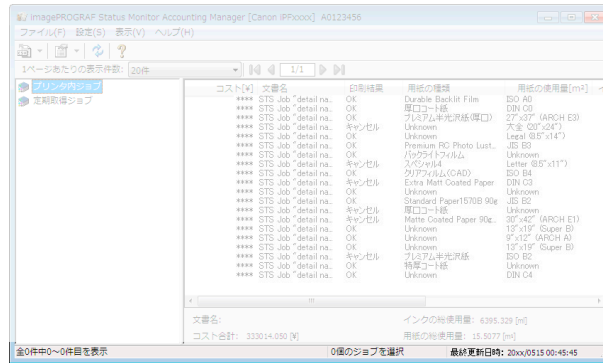 imagePROGRAF Status Monitor Accounting Manager [Canon iPFxxxx] A0123456
ファイル(F) 設定(S) 表示(V) ヘルプ(H)
1ページあたりの表示件数: 20件 1/1
プリンタ内ジョブ
定期取得ジョブ
コスト[¥] 文書名 印刷結果 用紙の種類 用紙の使用量[m²]
**** STS Job "detail na... OK Durable Backlit Film ISO A0
**** STS Job "detail na... OK 厚口コート紙 DIN C0
**** STS Job "detail na... OK プレミアム半光沢紙(厚口) 27"x37" (ARCH E3)
**** STS Job "detail na... キャンセル Unknown 大全 (20"x24")
**** STS Job "detail na... OK Unknown Legal (8.5"x14")
**** STS Job "detail na... OK Premium RC Photo Lust... JIS B3
**** STS Job "detail na... OK バックライトフィルム Unknown
**** STS Job "detail na... キャンセル スペシャル4 Letter (8.5"x11")
**** STS Job "detail na... OK クリアフィルム(CAD) ISO B4
**** STS Job "detail na... キャンセル Extra Matt Coated Paper DIN C3
**** STS Job "detail na... OK Unknown Unknown
**** STS Job "detail na... OK Standard Paper1570B 90g JIS B2
**** STS Job "detail na... キャンセル 厚口コート紙 Unknown
**** STS Job "detail na... キャンセル Matte Coated Paper 90g... 30"x42" (ARCH E1)
**** STS Job "detail na... OK Unknown 13"x19" (Super B)
**** STS Job "detail na... OK Unknown 9"x12" (ARCH A)
**** STS Job "detail na... OK Unknown 13"x19" (Super B)
**** STS Job "detail na... キャンセル プレミアム半光沢紙 ISO B2
**** STS Job "detail na... OK 特厚コート紙 Unknown
**** STS Job "detail na... OK Unknown DIN C4
文書名: インクの総使用量: 6395.329 [ml]
コスト合計: 333014.050 [¥] 用紙の総使用量: 15.5077 [m²]
全0件中0～0件目を表示 0個のジョブを選択 最終更新日時: 20xx/0515 00:45:45